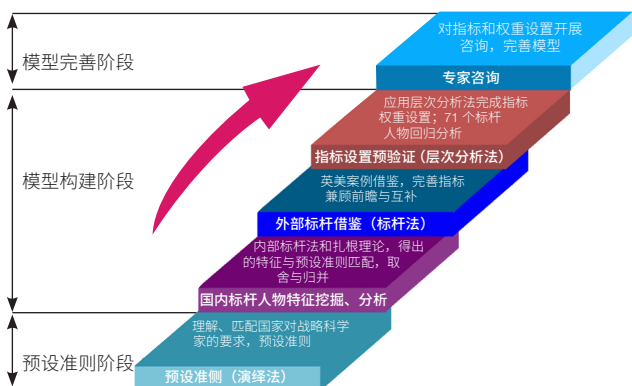 对指标和权重设置开展
咨询，完善模型
专家咨询
模型完善阶段
应用层次分析法完成指标
权重设置；71 个标杆
人物回归分析
指标设置预验证（层次分析法）
英美案例借鉴，完善指标
兼顾前瞻与互补
外部标杆借鉴（标杆法）
模型构建阶段
内部标杆法和扎根理论，得出
的特征与预设准则匹配，取
舍与归并
国内标杆人物特征挖掘、分析
理解、匹配国家对战略科学
家的要求，预设准则
预设准侧（演绎法）
预设准则阶段